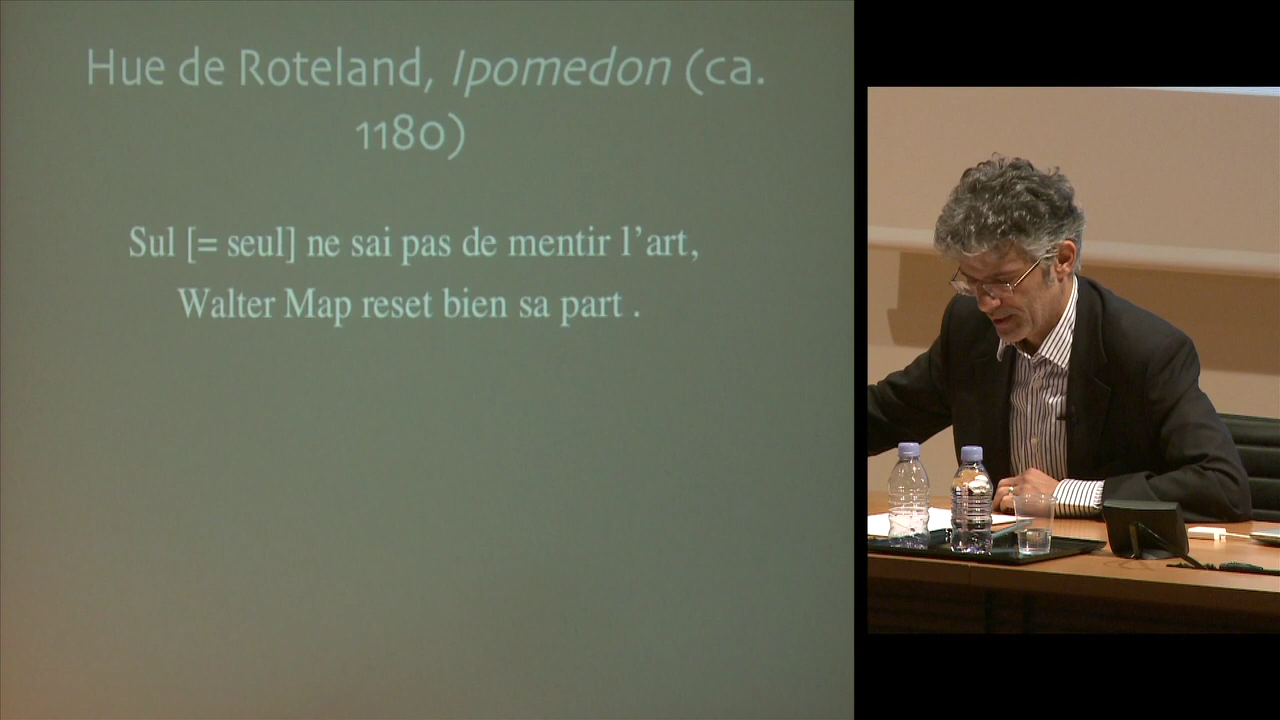 Hue de Roteland, Ipomedon (ca.
1180)
Sul [= seul] ne sai pas de mentir l’art,
Walter Map reset bien sa part .